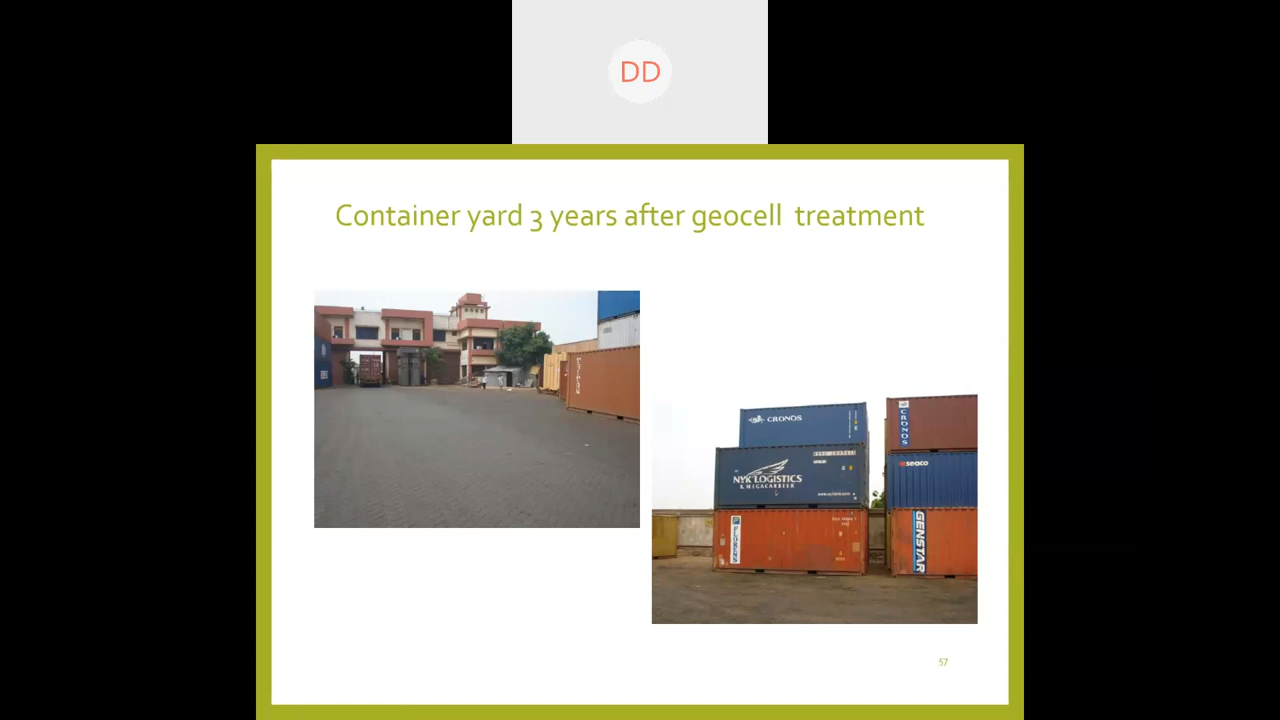 DD
Container yard 3 years after geocell treatment
CRONOS
NYK LOGISTICS
& MEGACARRIER
FLORENS
CRONOS
seaco
GENSTAR
57